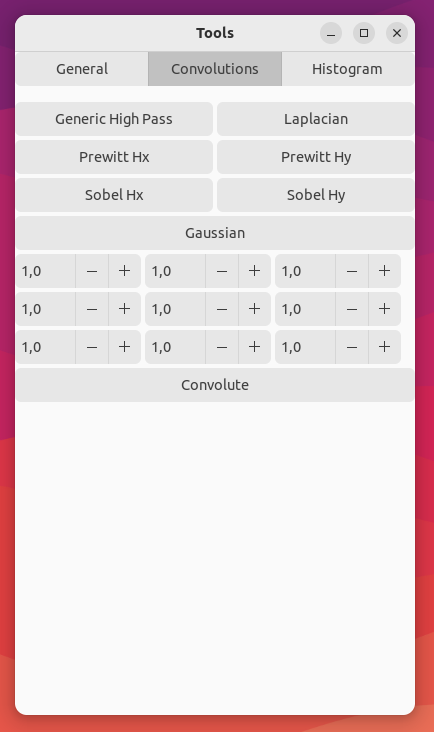 Tools
General Convolutions Histogram
Generic High Pass Laplacian
Prewitt Hx Prewitt Hy
Sobel Hx Sobel Hy
Gaussian
1,0 − + 1,0 − + 1,0 − +
1,0 − + 1,0 − + 1,0 − +
1,0 − + 1,0 − + 1,0 − +
Convolute